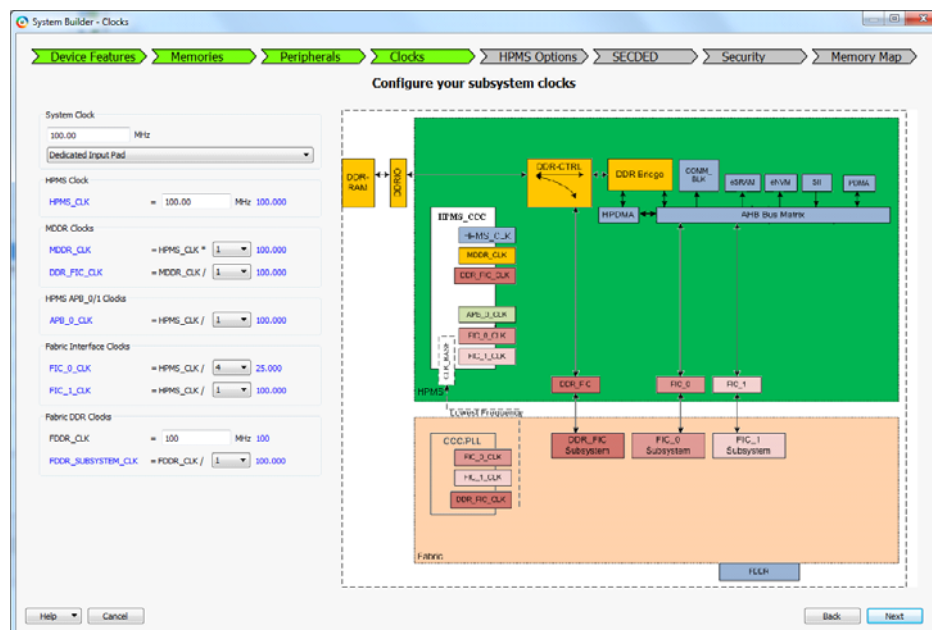 System Builder - Clocks
Device Features Memories Peripherals Clocks HPMS Options SECDED Security Memory Map
Configure your subsystem clocks
System Clock
100.00 MHz
Dedicated Input Pad
HPMS Clock
HPMS_CLK = 100.00 MHz 100.000
MDDR Clocks
MDDR_CLK = HPMS_CLK * 1 100.000
DDR_FIC_CLK = MDDR_CLK / 1 100.000
HPMS APB_0/1 Clocks
APB_0_CLK = HPMS_CLK / 1 100.000
Fabric Interface Clocks
FIC_0_CLK = HPMS_CLK / 4 25.000
FIC_1_CLK = HPMS_CLK / 1 100.000
Fabric DDR Clocks
FDDR_CLK = 100 MHz 100
FDDR_SUBSYSTEM_CLK = FDDR_CLK / 1 100.000
DDR-
RAM
DDRIO
DDR-CTRL
DDR Bridge
COMM_
BLK
eSRAM
eNVM
SII
PDMA
HPDMA
AHB Bus Matrix
HPMS_CCC
HPMS_CLK
MDDR_CLK
DDR_FIC_CLK
APB_0_CLK
FIC_0_CLK
FIC_1_CLK
CLK_BASE
HPMS
DDR_FIC
FIC_0
FIC_1
Lowest Frequency
CCC/PLL
FIC_0_CLK
FIC_1_CLK
DDR_FIC_CLK
DDR_FIC
Subsystem
FIC_0
Subsystem
FIC_1
Subsystem
Fabric
FDDR
Help Cancel Back Next